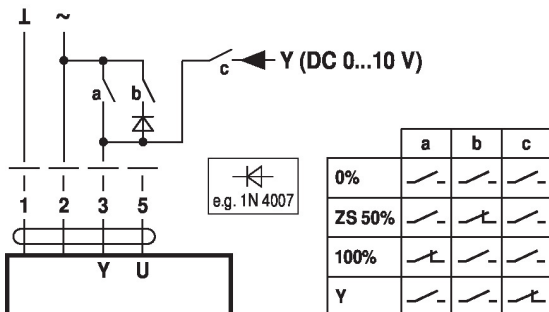 ⊥ ~
a b c Y (DC 0...10 V)
1 2 3 5
Y U
e.g. 1N 4007
a b c
0%
ZS 50%
100%
Y